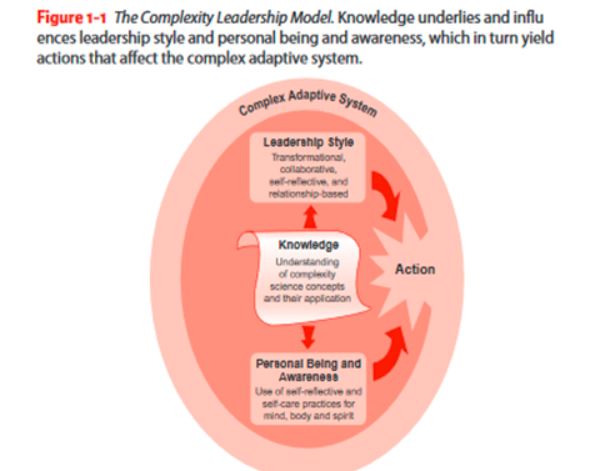 Figure 1-1 The Complexity Leadership Model. Knowledge underlies and influ
ences leadership style and personal being and awareness, which in turn yield
actions that affect the complex adaptive system.
Complex Adaptive System
Leadership Style
Transformational,
collaborative,
self-reflective, and
relationship-based
Knowledge
Understanding
of complexity
science concepts
and their application
Action
Personal Being and
Awareness
Use of self-reflective and
self-care practices for
mind, body and spirit